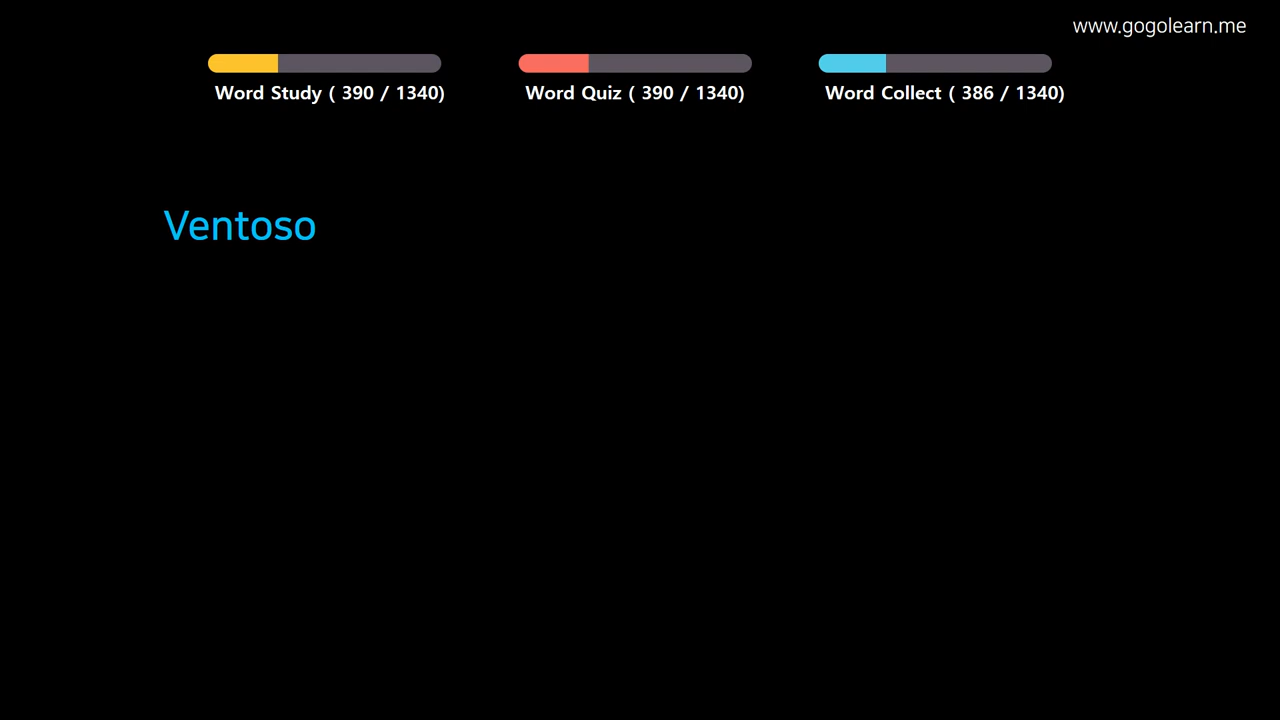 www.gogolearn.me
Word Study ( 390 / 1340)
Word Quiz ( 390 / 1340)
Word Collect ( 386 / 1340)
Ventoso